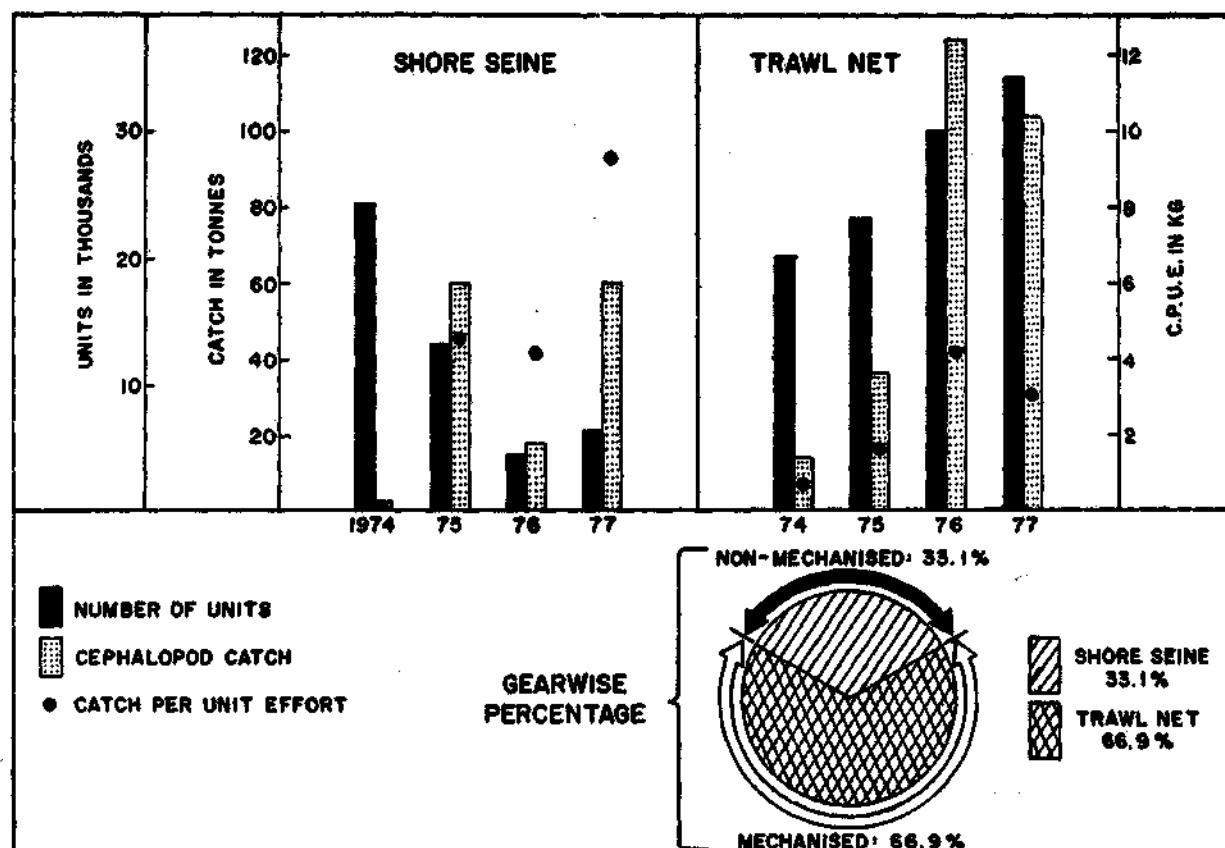 SHORE SEINE
TRAWL NET
UNITS IN THOUSANDS
30
20
10
CATCH IN TONNES
120
100
80
60
40
20
12
10
8
6
4
2
C.P.U.E. IN KG
1974 75 76 77
74 75 76 77
NUMBER OF UNITS
CEPHALOPOD CATCH
CATCH PER UNIT EFFORT
GEARWISE
PERCENTAGE
NON-MECHANISED: 33.1%
MECHANISED: 66.9%
SHORE SEINE
33.1%
TRAWL NET
66.9%